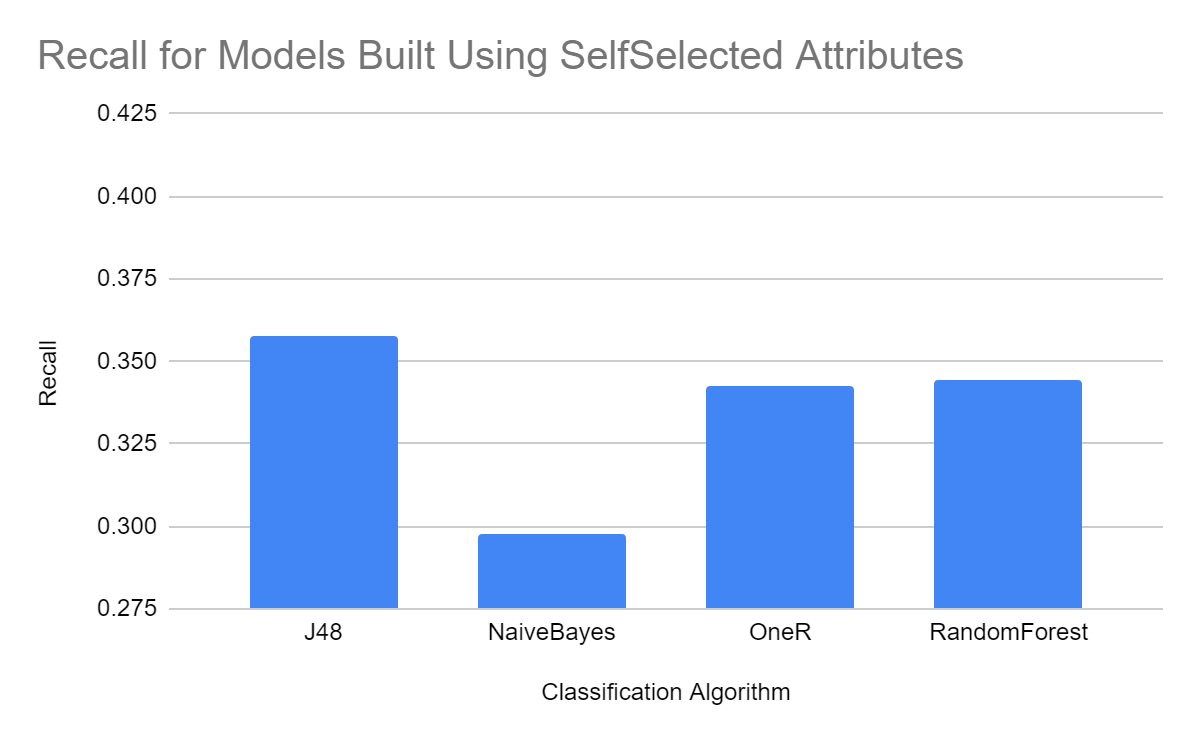 Recall for Models Built Using SelfSelected Attributes
0.425
0.400
0.375
0.350
0.325
0.300
0.275
Recall
J48 NaiveBayes OneR RandomForest
Classification Algorithm